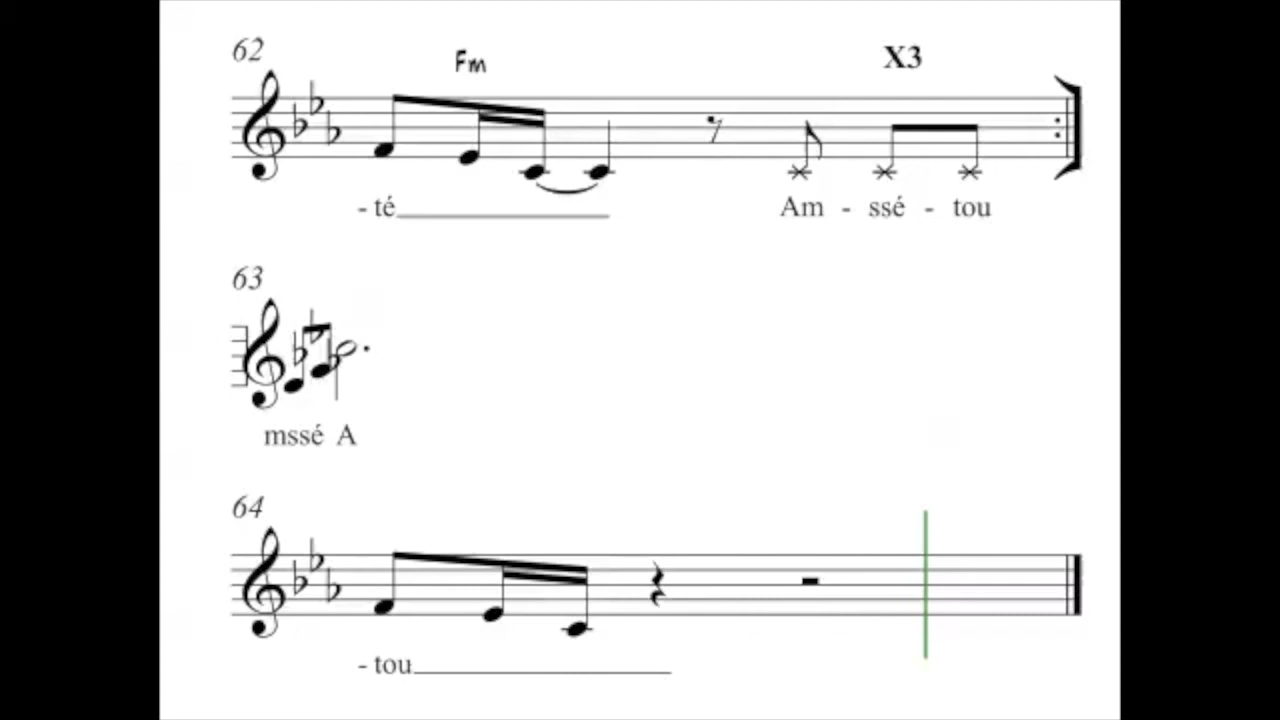 62
Fm
X3
- té
Am - ssé - tou
63
mssé A
64
- tou